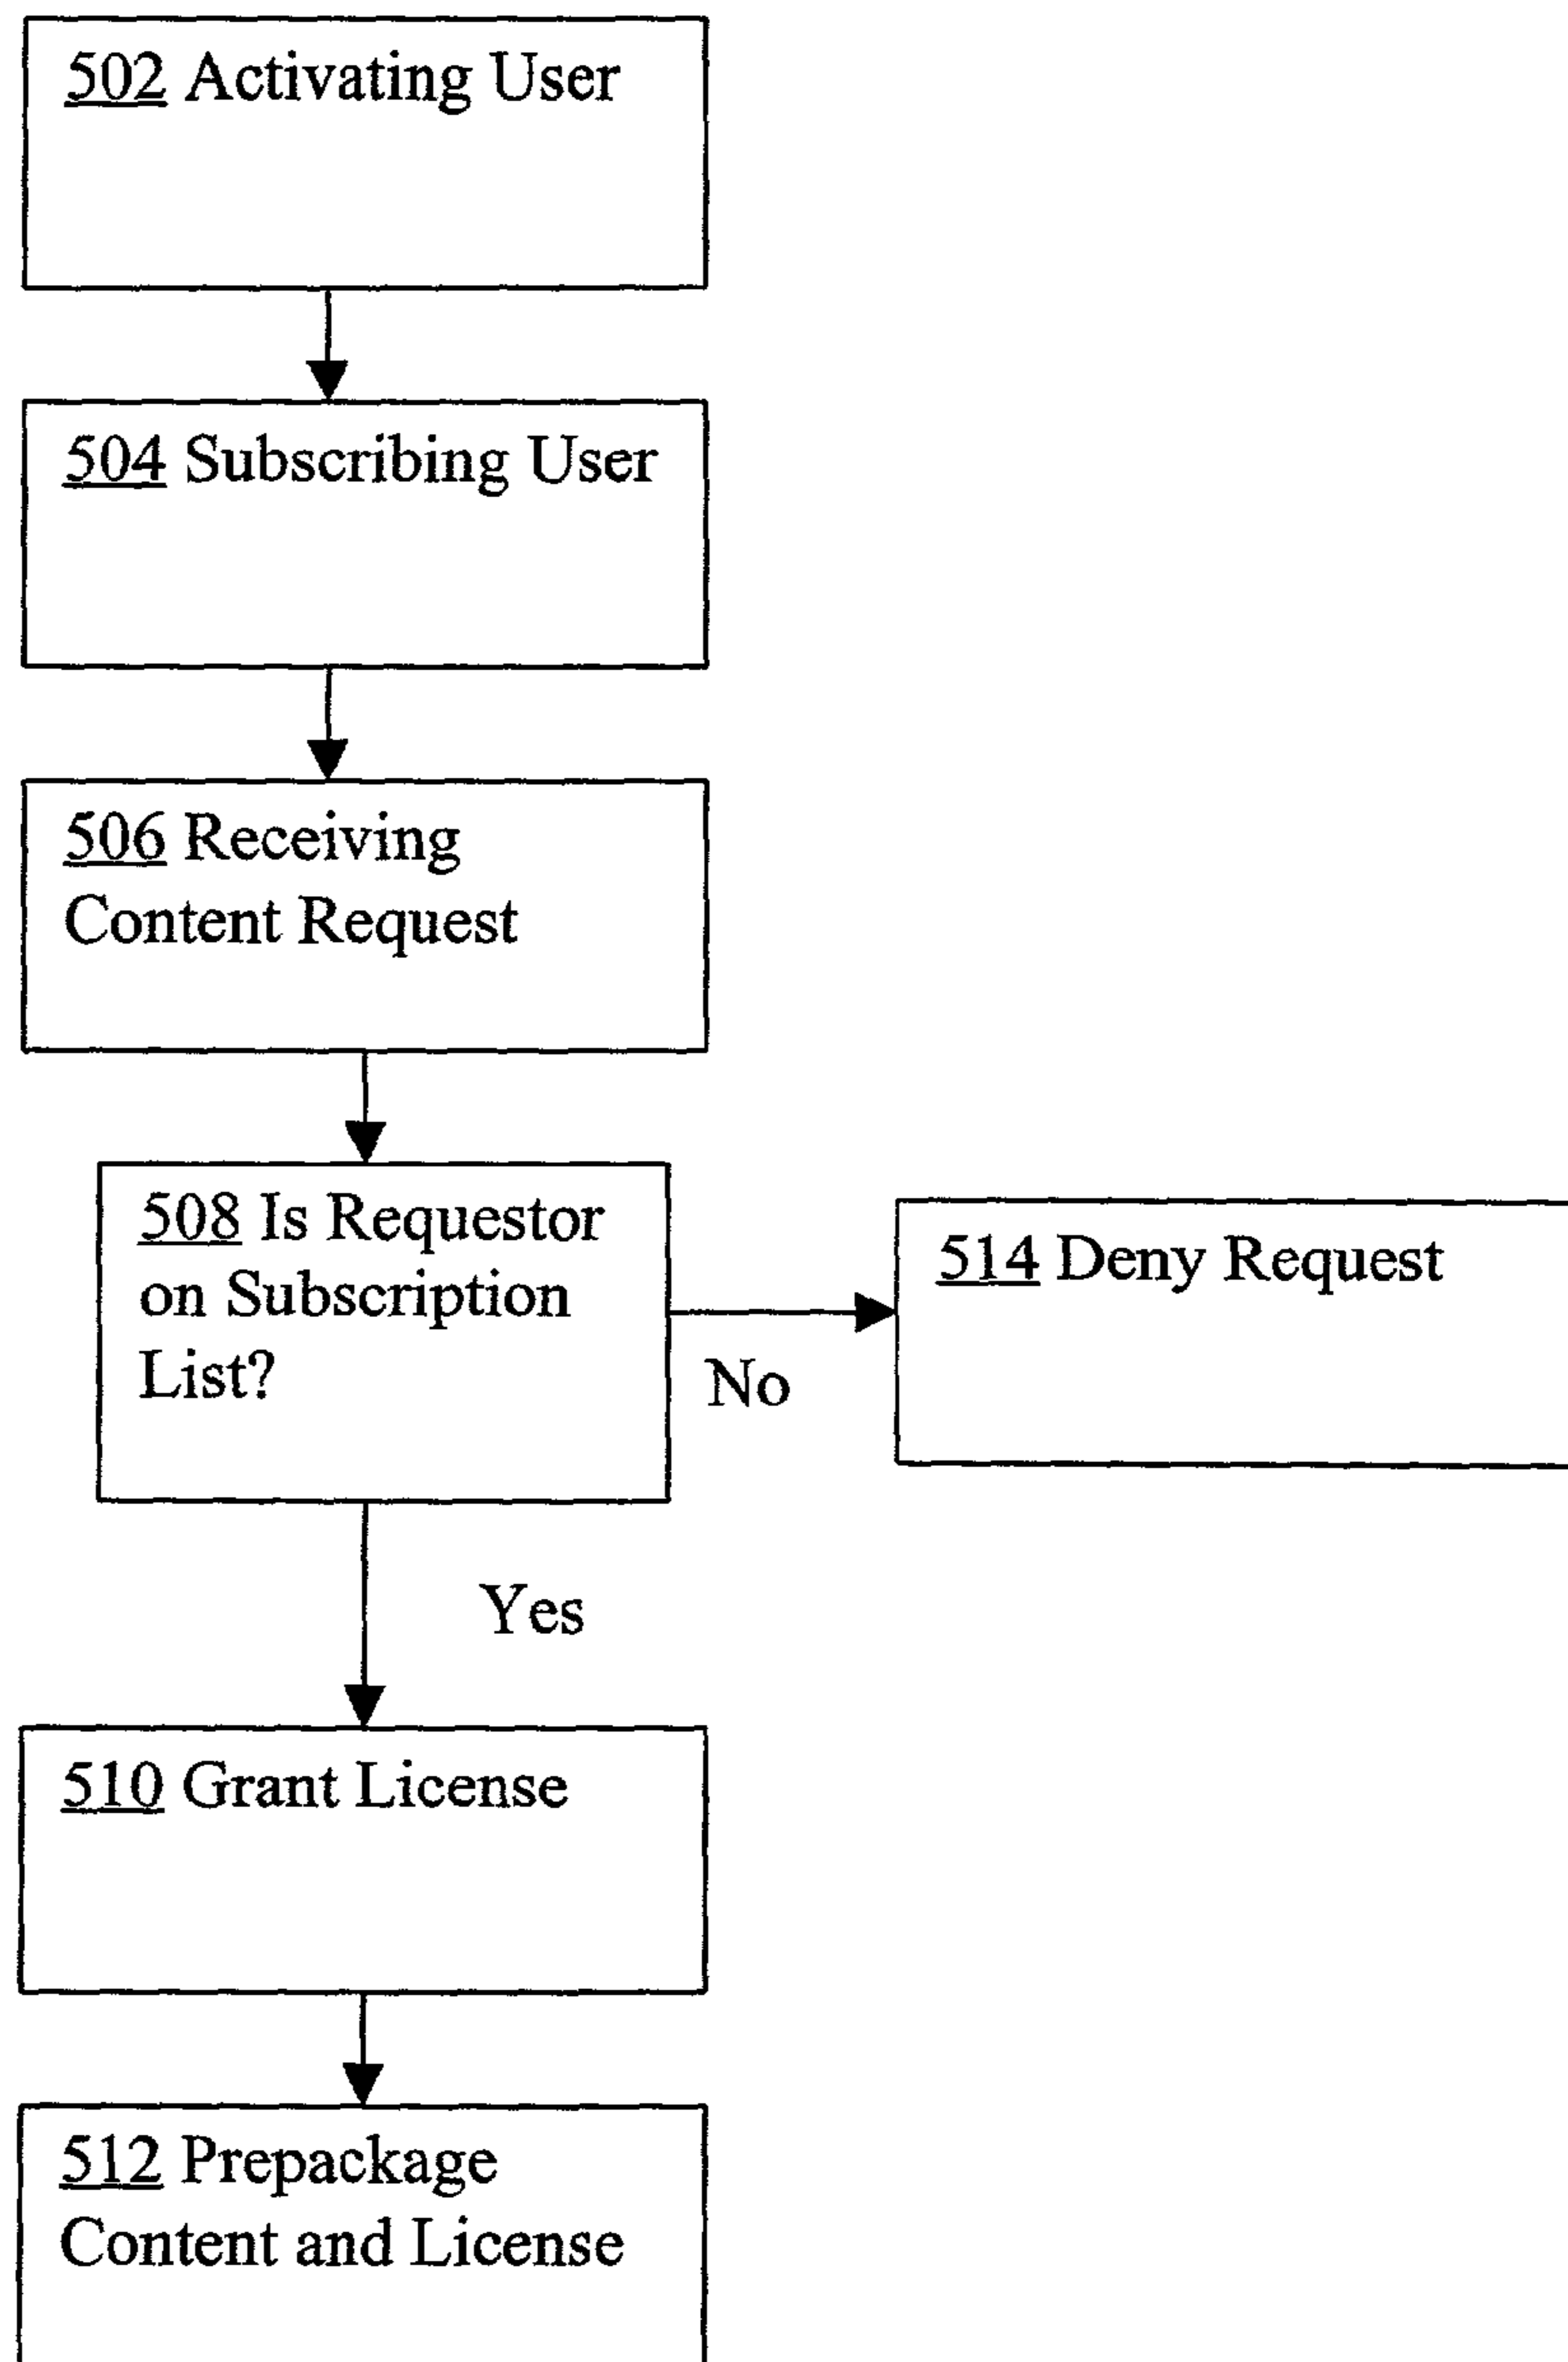 502 Activating User
504 Subscribing User
506 Receiving
Content Request
508 Is Requestor
on Subscription
List?
514 Deny Request
No
Yes
510 Grant License
512 Prepackage
Content and License